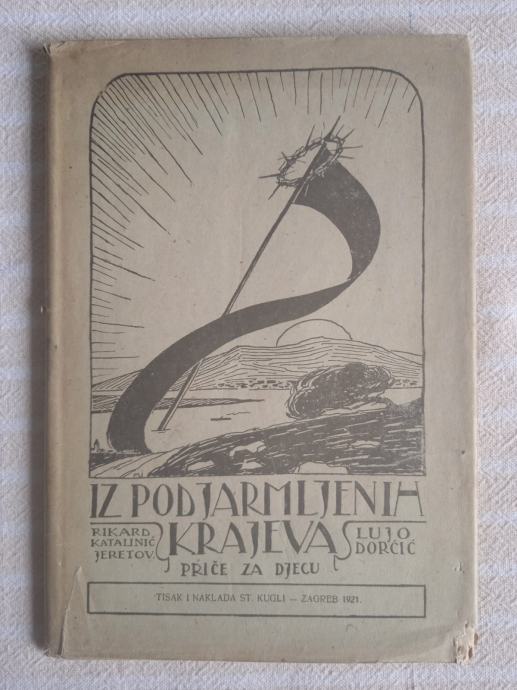 IZ PODJARMLJENIH
RIKARD KATALINIĆ JERETOV. KRAJEVA LUJO DORČIĆ
PRIČE ZA DJECU
TISAK I NAKLADA ST. KUGLI — ZAGREB 1921.